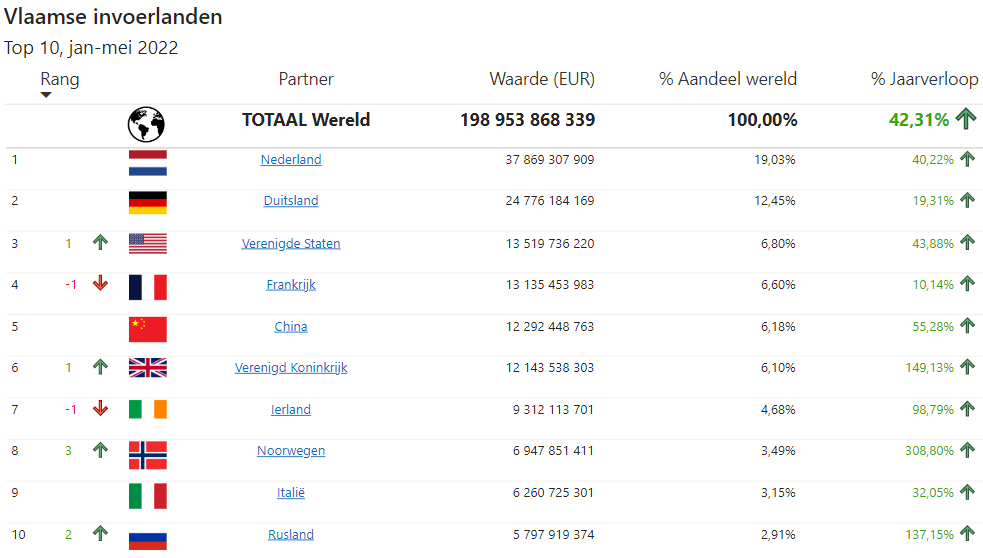 Vlaamse invoerlanden
Top 10, jan-mei 2022
Rang Partner Waarde (EUR) % Aandeel wereld % Jaarverloop
TOTAAL Wereld 198 953 868 339 100,00% 42,31%
1 Nederland 37 869 307 909 19,03% 40,22%
2 Duitsland 24 776 184 169 12,45% 19,31%
3 1 Verenigde Staten 13 519 736 220 6,80% 43,88%
4 -1 Frankrijk 13 135 453 983 6,60% 10,14%
5 China 12 292 448 763 6,18% 55,28%
6 1 Verenigd Koninkrijk 12 143 538 303 6,10% 149,13%
7 -1 Ierland 9 312 113 701 4,68% 98,79%
8 3 Noorwegen 6 947 851 411 3,49% 308,80%
9 Italië 6 260 725 301 3,15% 32,05%
10 2 Rusland 5 797 919 374 2,91% 137,15%